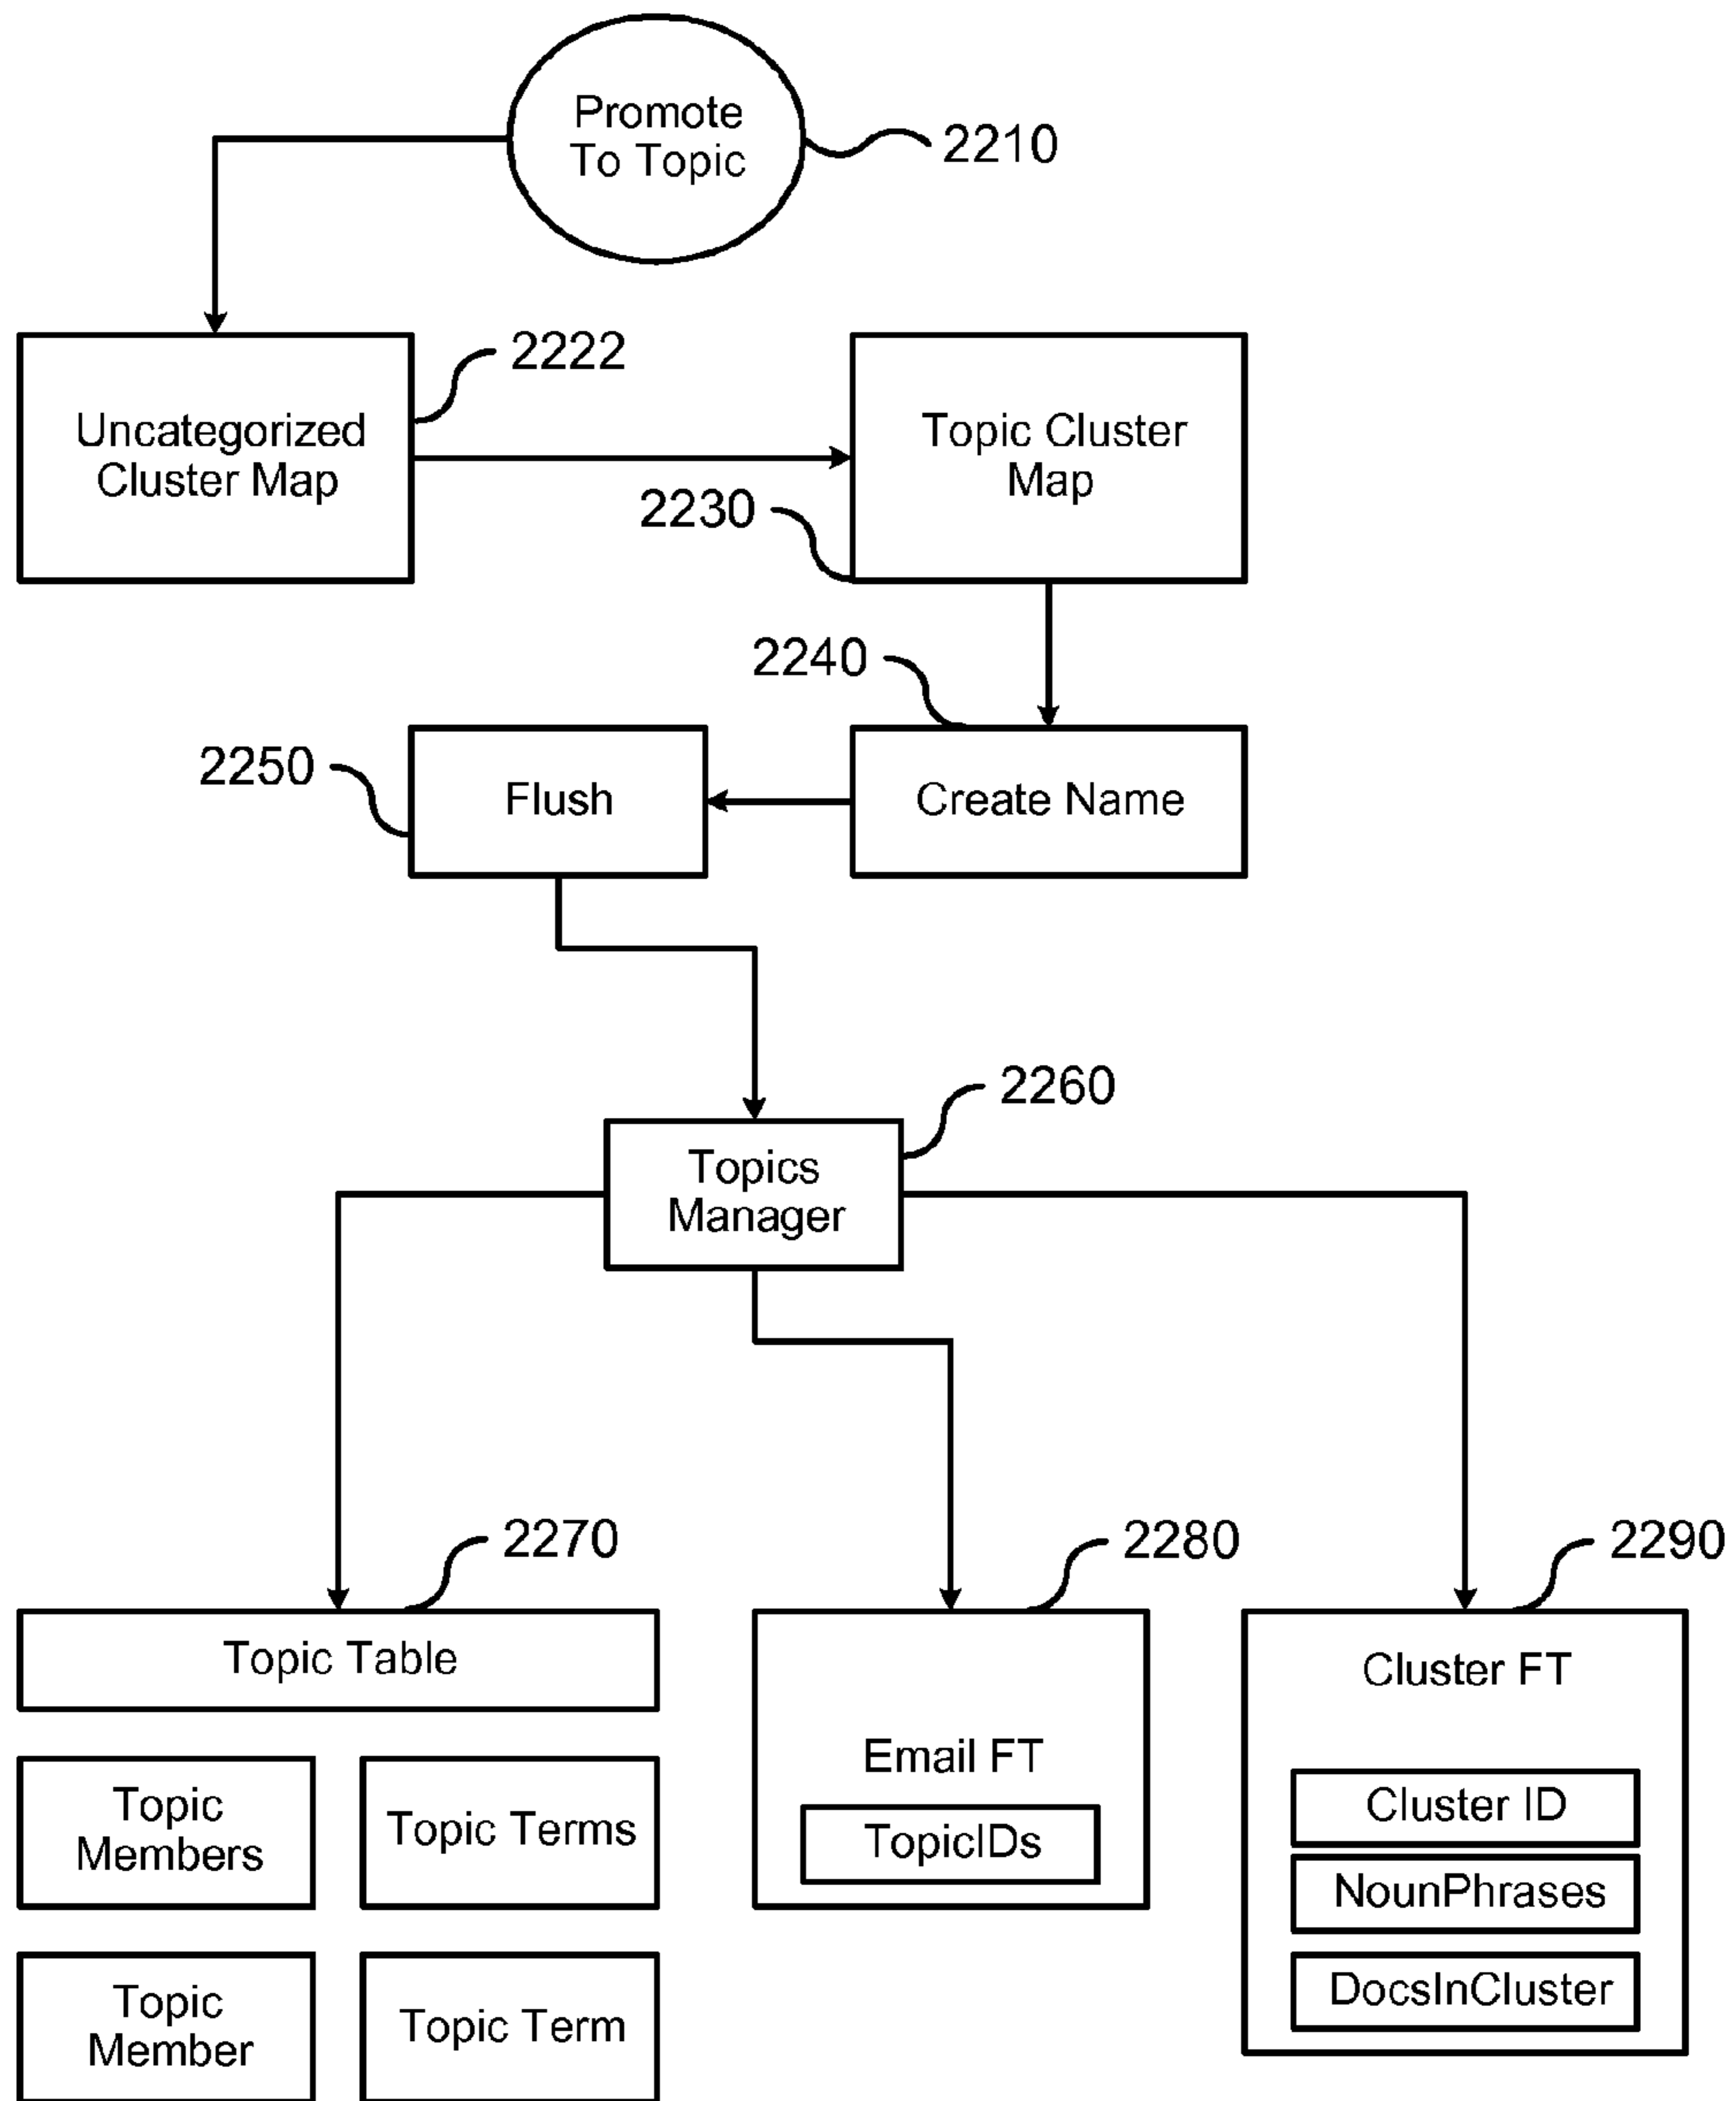 Promote
To Topic
2210
2222
Uncategorized
Cluster Map
Topic Cluster
Map
2230
2240
2250
Flush
Create Name
2260
Topics
Manager
2270
2280
2290
Topic Table
Cluster FT
Email FT
Topic
Members
Topic Terms
TopicIDs
Cluster ID
NounPhrases
DocsInCluster
Topic
Member
Topic Term